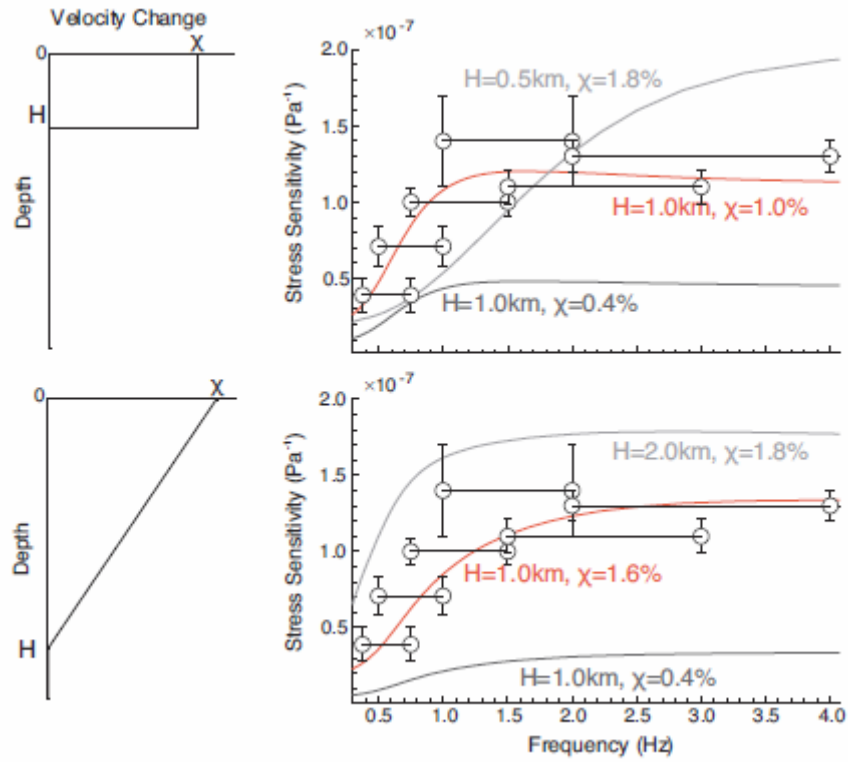 Velocity Change
χ
0
H
Depth
×10⁻⁷
2.0
1.5
1.0
0.5
Stress Sensitivity (Pa⁻¹)
H=0.5km, χ=1.8%
H=1.0km, χ=1.0%
H=1.0km, χ=0.4%
χ
0
Depth
H
×10⁻⁷
2.0
1.5
1.0
0.5
Stress Sensitivity (Pa⁻¹)
H=2.0km, χ=1.8%
H=1.0km, χ=1.6%
H=1.0km, χ=0.4%
0.5 1.0 1.5 2.0 2.5 3.0 3.5 4.0
Frequency (Hz)